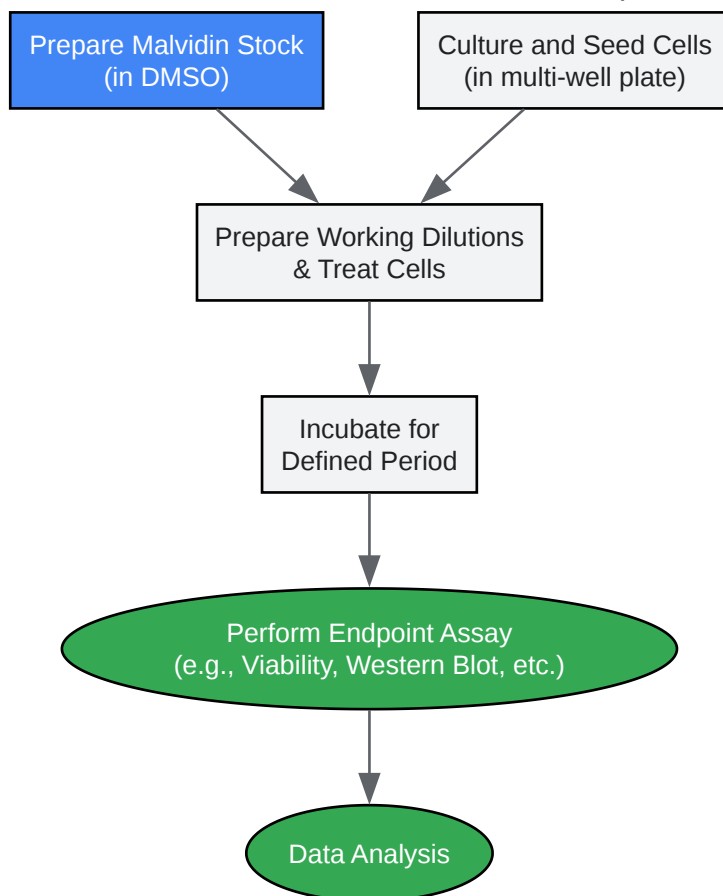 Prepare Malvidin Stock
(in DMSO)
Culture and Seed Cells
(in multi-well plate)
Prepare Working Dilutions
& Treat Cells
Incubate for
Defined Period
Perform Endpoint Assay
(e.g., Viability, Western Blot, etc.)
Data Analysis